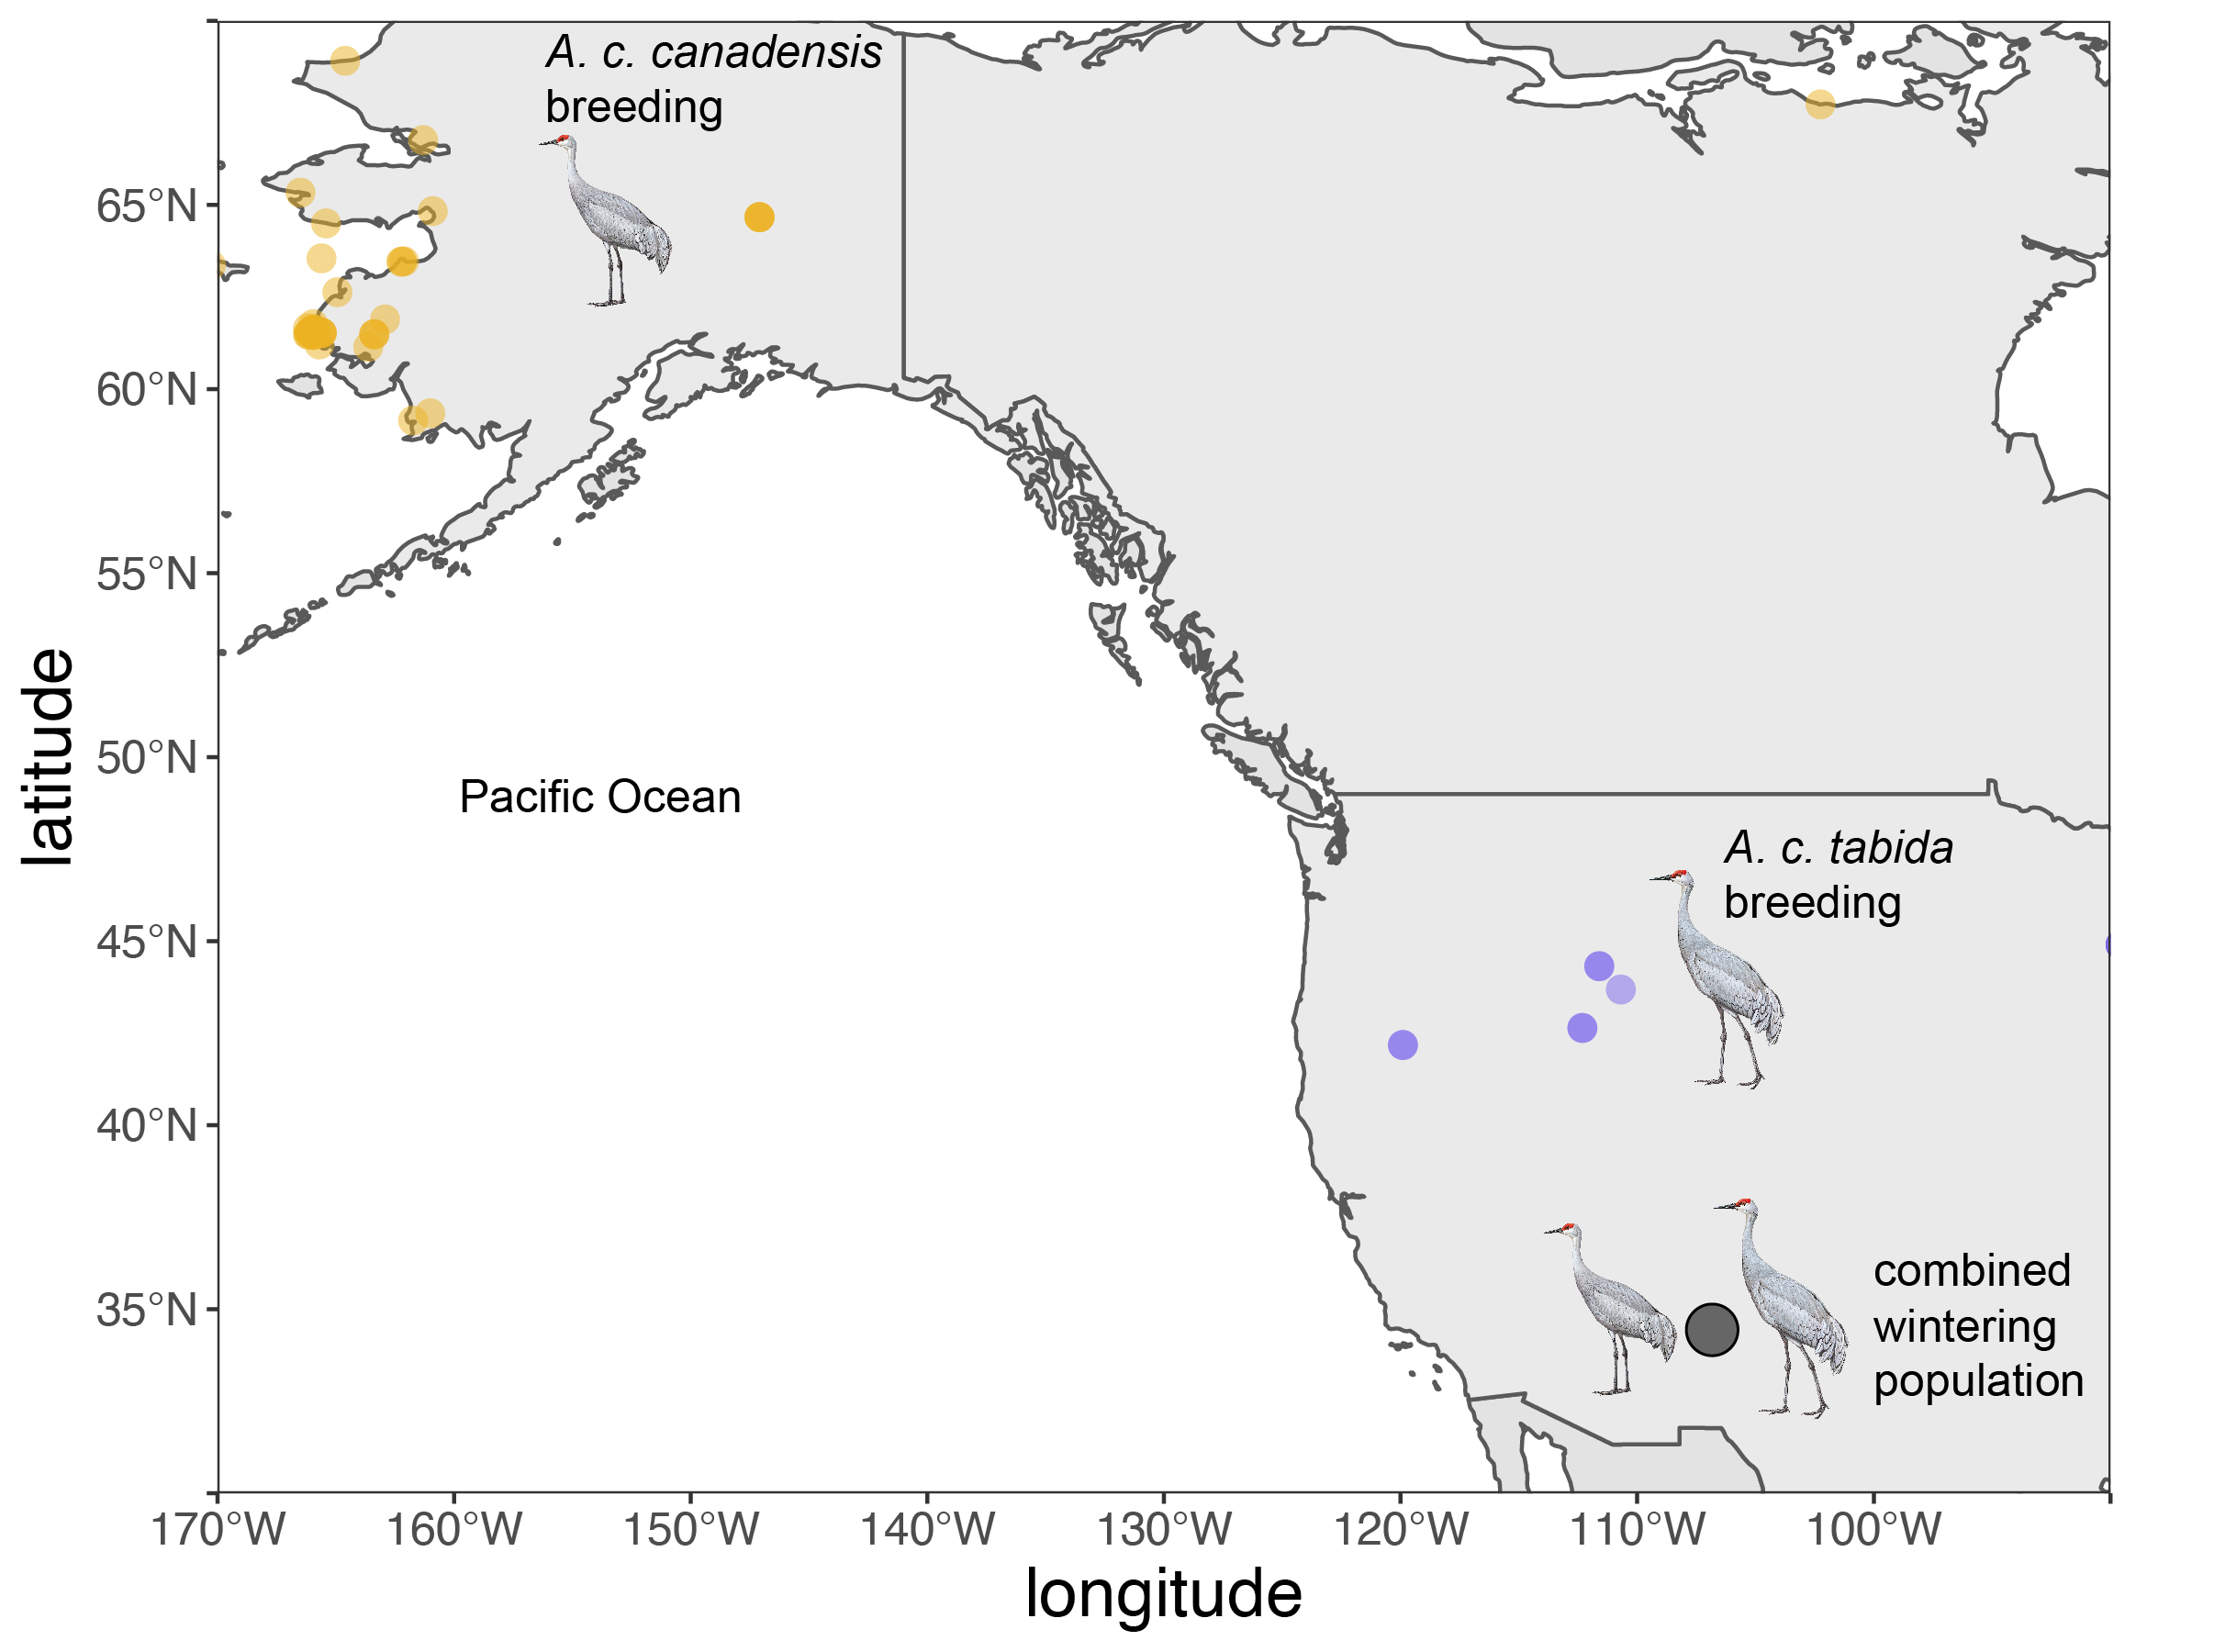 A. c. canadensis
breeding
65°N
60°N
55°N
50°N
45°N
40°N
35°N
latitude
Pacific Ocean
A. c. tabida
breeding
combined
wintering
population
170°W 160°W 150°W 140°W 130°W 120°W 110°W 100°W
longitude